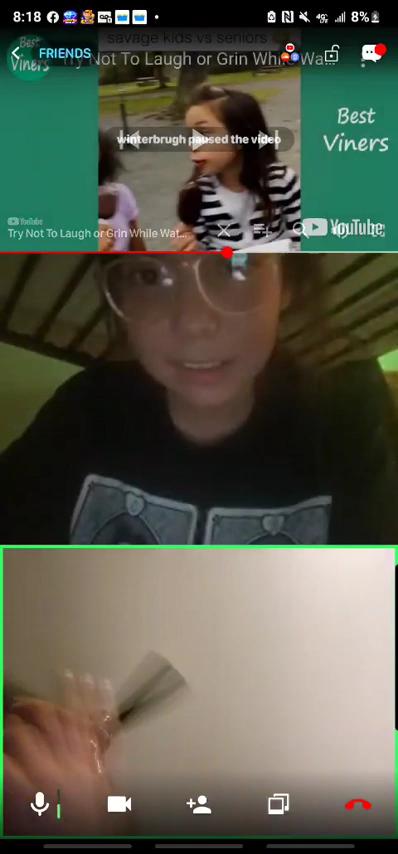 8:18
4G
8%
savage kids vs seniors
FRIENDS
Try Not To Laugh or Grin While Wa...
Best
Viners
Best
Viners
winterbrugh paused the video
YouTube
YouTube
Try Not To Laugh or Grin While Wat...